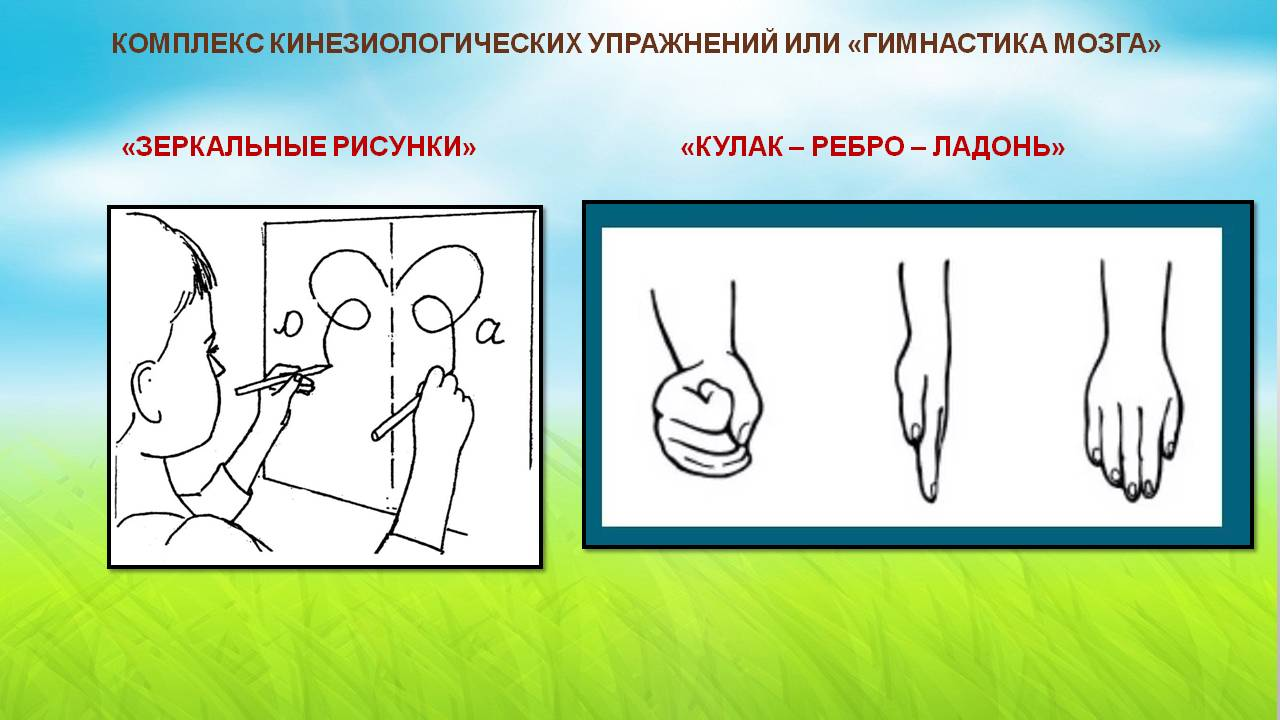 КОМПЛЕКС КИНЕЗИОЛОГИЧЕСКИХ УПРАЖНЕНИЙ ИЛИ «ГИМНАСТИКА МОЗГА»
«ЗЕРКАЛЬНЫЕ РИСУНКИ»
«КУЛАК – РЕБРО – ЛАДОНЬ»
а